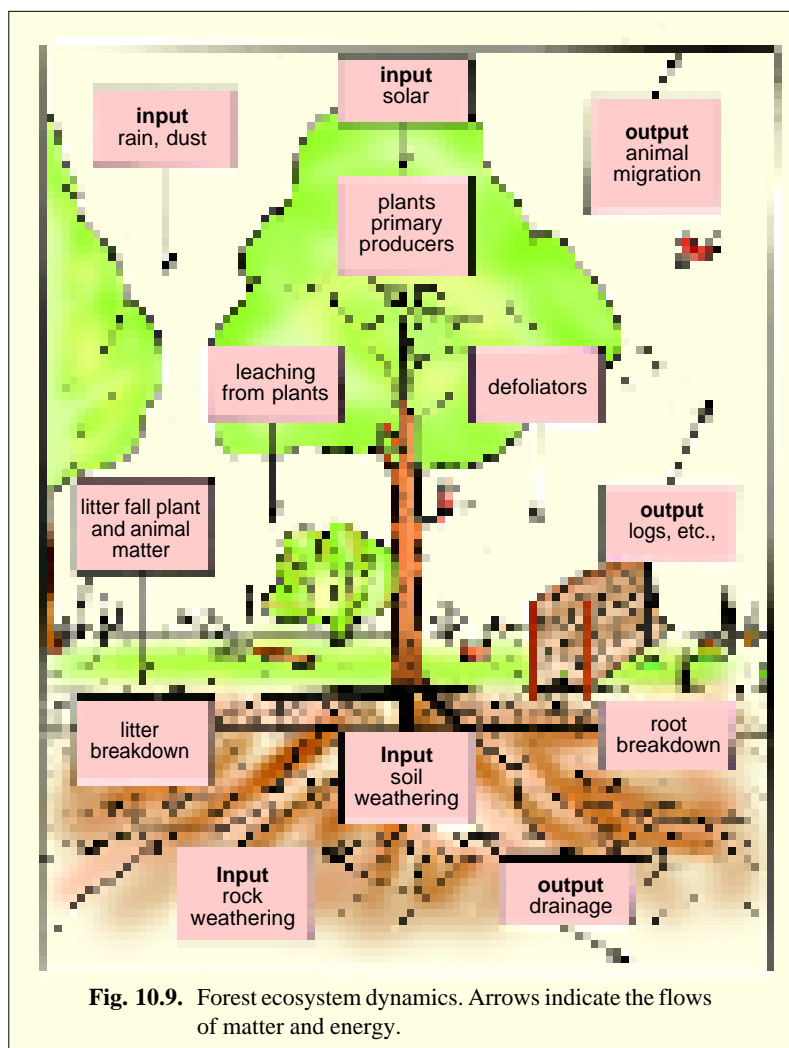 input
solar
input
rain, dust
output
animal
migration
plants
primary
producers
leaching
from plants
defoliators
litter fall plant
and animal
matter
output
logs, etc.,
litter
breakdown
root
breakdown
Input
soil
weathering
Input
rock
weathering
output
drainage
Fig. 10.9. Forest ecosystem dynamics. Arrows indicate the flows
of matter and energy.